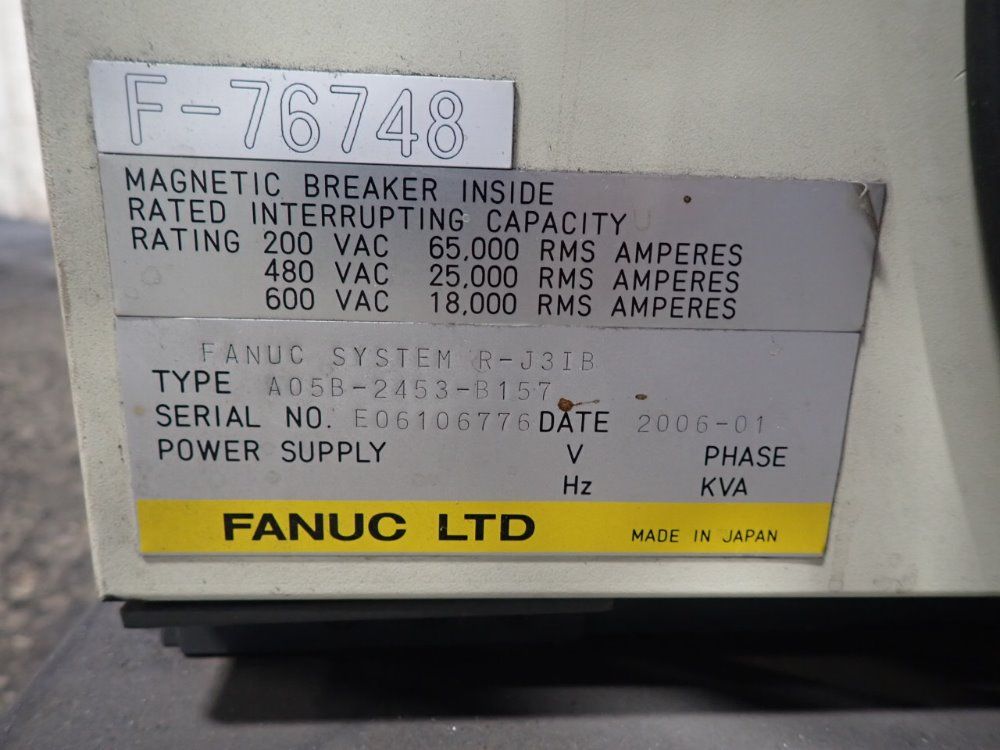 F-76748
MAGNETIC BREAKER INSIDE
RATED INTERRUPTING CAPACITY
RATING 200 VAC 65,000 RMS AMPERES
480 VAC 25,000 RMS AMPERES
600 VAC 18,000 RMS AMPERES
FANUC SYSTEM R-J3IB
TYPE A05B-2453-B157
SERIAL NO. E06106776 DATE 2006-01
POWER SUPPLY V PHASE
Hz KVA
FANUC LTD MADE IN JAPAN